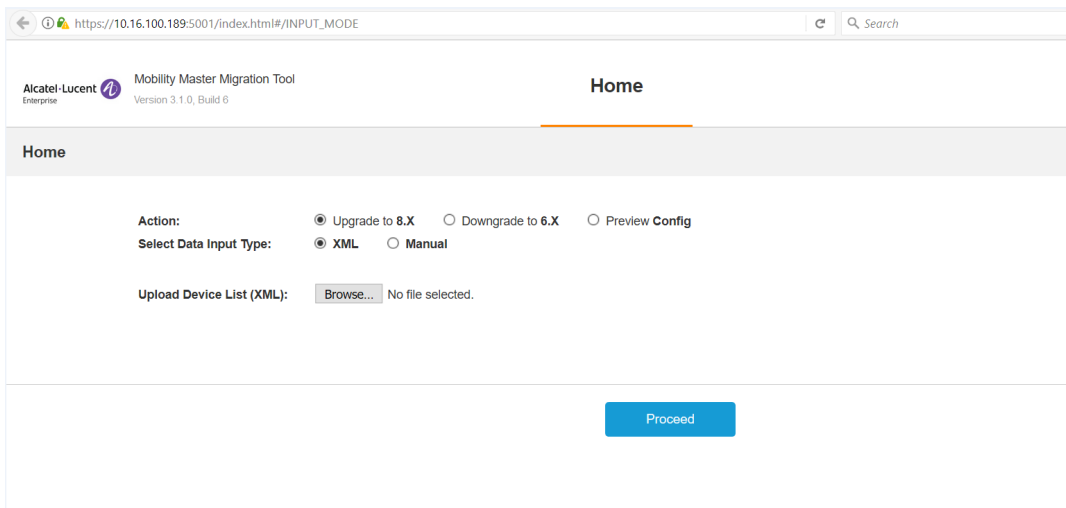 https://10.16.100.189:5001/index.html#/INPUT_MODE
Search
Alcatel·Lucent
Enterprise
Mobility Master Migration Tool
Version 3.1.0, Build 6
Home
Home
Action: Upgrade to 8.X Downgrade to 6.X Preview Config
Select Data Input Type: XML Manual
Upload Device List (XML): Browse... No file selected.
Proceed